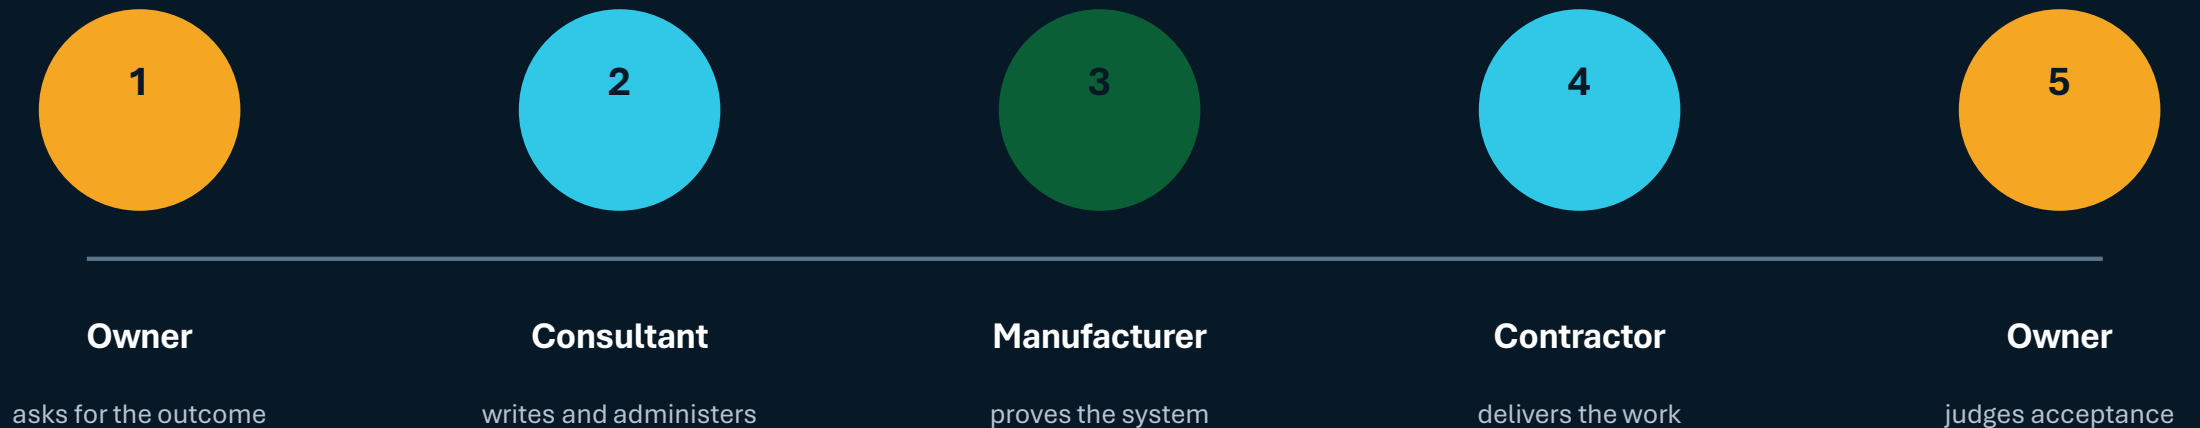 1
2
3
4
5
Owner
Consultant
Manufacturer
Contractor
Owner
asks for the outcome
writes and administers
proves the system
delivers the work
judges acceptance